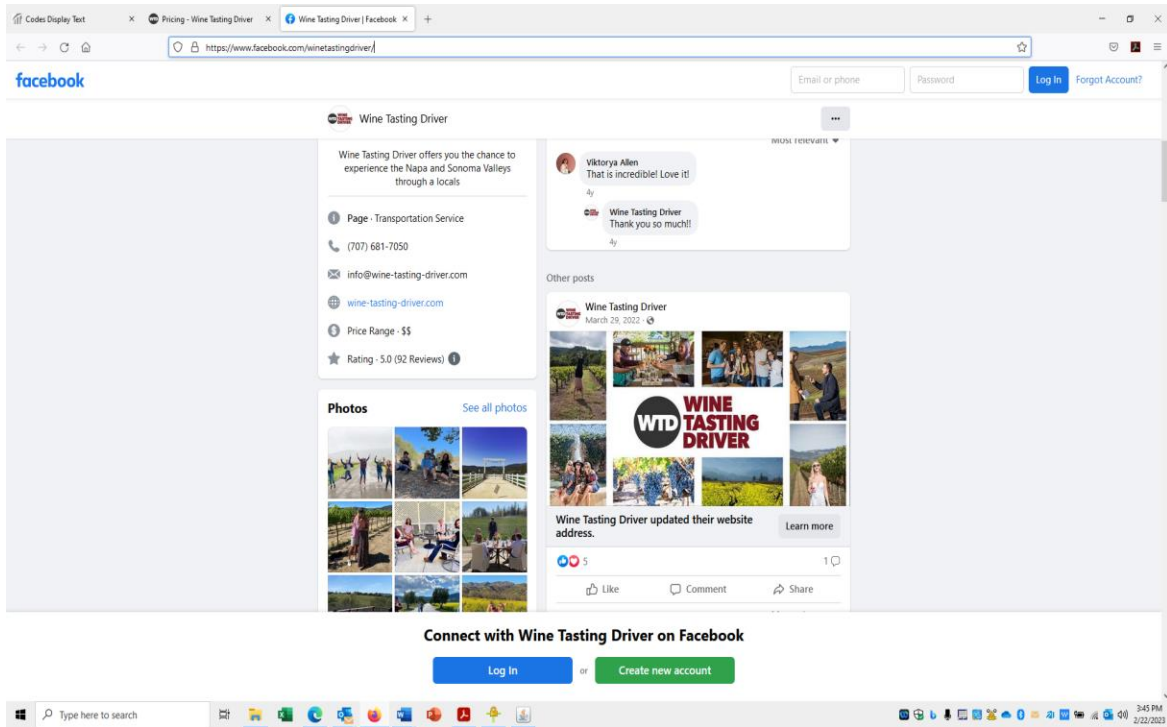 Codes Display Text
Pricing - Wine Tasting Driver
Wine Tasting Driver | Facebook
https://www.facebook.com/winetastingdriver/
facebook
Email or phone
Password
Log In
Forgot Account?
Wine Tasting Driver
Wine Tasting Driver offers you the chance to
experience the Napa and Sonoma Valleys
through a locals
Page · Transportation Service
(707) 681-7050
info@wine-tasting-driver.com
wine-tasting-driver.com
Price Range · $$
Rating · 5.0 (92 Reviews)
Photos
See all photos
Most relevant
Viktorya Allen
That is incredible! Love it!
4y
Wine Tasting Driver
Thank you so much!!
4y
Other posts
Wine Tasting Driver
March 29, 2022 ·
WTD
WINE
TASTING
DRIVER
Wine Tasting Driver updated their website
address.
Learn more
5
1
Like
Comment
Share
Connect with Wine Tasting Driver on Facebook
Log In
or
Create new account
Type here to search
3:45 PM
2/22/2023